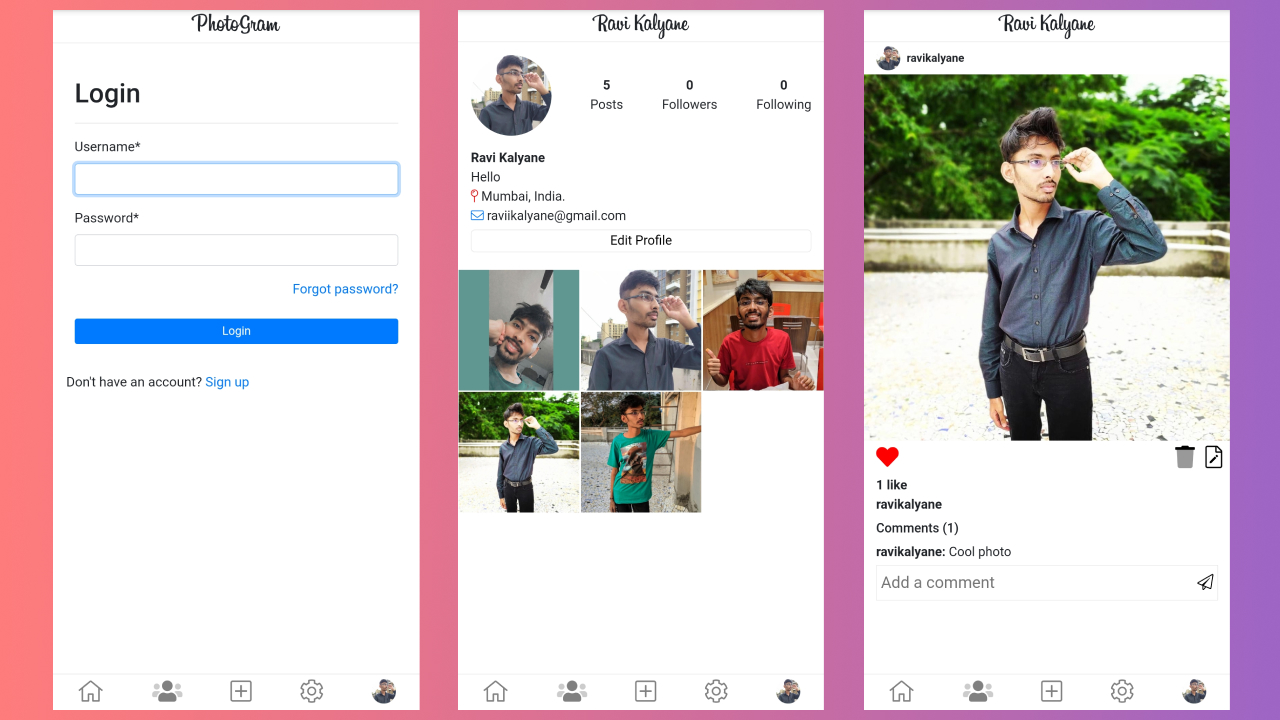 PhotoGram
Login
Username*
Password*
Forgot password?
Login
Don't have an account? Sign up
Ravi Kalyane
5 0 0
Posts Followers Following
Ravi Kalyane
Hello
Mumbai, India.
raviikalyane@gmail.com
Edit Profile
Ravi Kalyane
ravikalyane
1 like
ravikalyane
Comments (1)
ravikalyane: Cool photo
Add a comment